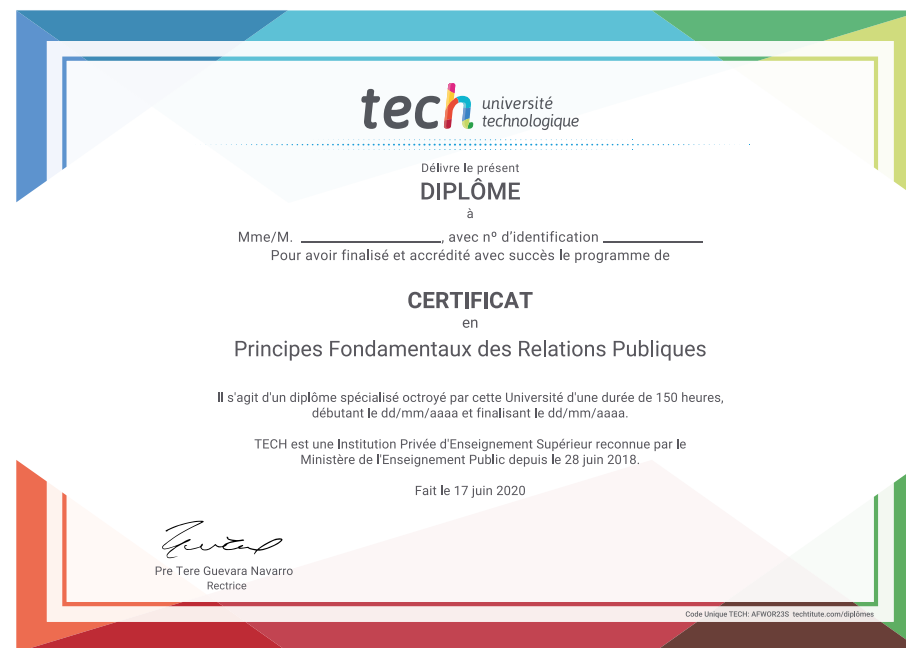 tech université
technologique
Délivre le présent
DIPLÔME
à
Mme/M. ____________________, avec nº d'identification ______________
Pour avoir finalisé et accrédité avec succès le programme de
CERTIFICAT
en
Principes Fondamentaux des Relations Publiques
Il s'agit d'un diplôme spécialisé octroyé par cette Université d'une durée de 150 heures,
débutant le dd/mm/aaaa et finalisant le dd/mm/aaaa.
TECH est une Institution Privée d'Enseignement Supérieur reconnue par le
Ministère de l'Enseignement Public depuis le 28 juin 2018.
Fait le 17 juin 2020
Pre Tere Guevara Navarro
Rectrice
Code Unique TECH: AFWOR23S techtitute.com/diplômes